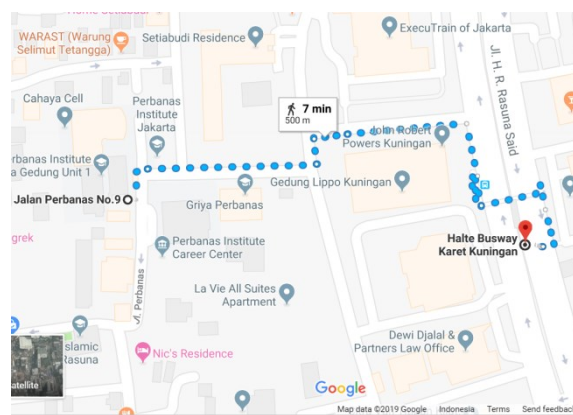 WARAST (Warung
Selimut Tetangga)
Setiabudi Residence
ExecuTrain of Jakarta
Jl. H. R. Rasuna Said
Cahaya Cell
Perbanas
Institute
Jakarta
7 min
500 m
John Robert
Powers Kuningan
rbanas Institute
a Gedung Unit 1
Jalan Perbanas No.9
Griya Perbanas
Gedung Lippo Kuningan
Halte Busway
Karet Kuningan
grek
Perbanas Institute
Career Center
Jl. Perbanas
La Vie All Suites
Apartment
Islamic
Rasuna
Nic's Residence
Dewi Djalal &
Partners Law Office
atellite
Google
Map data ©2019 Google Indonesia Terms Send feedback